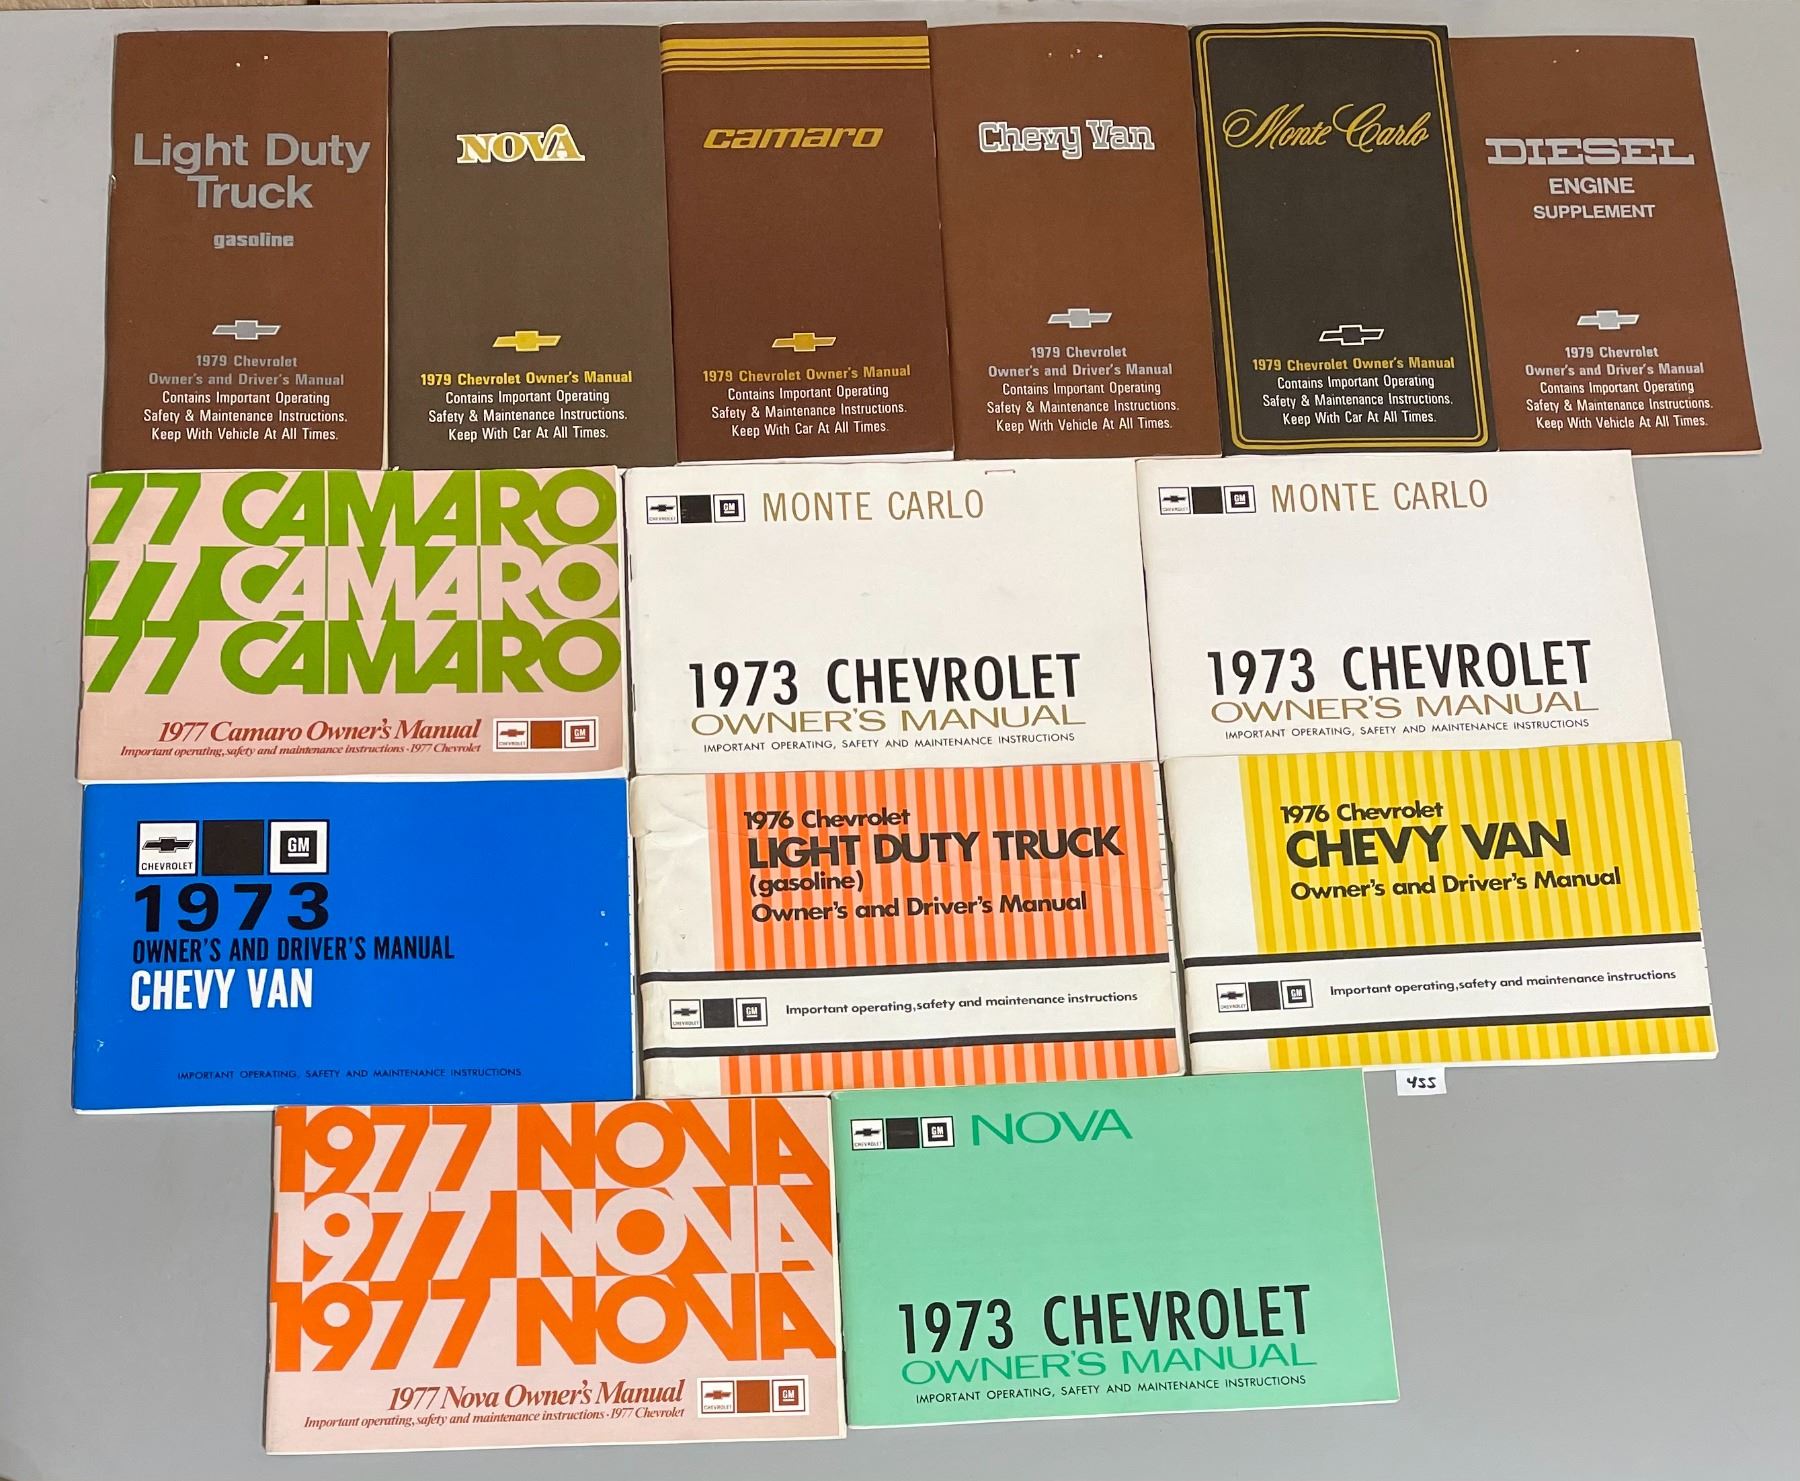 Light Duty
Truck
gasoline
1979 Chevrolet
Owner's and Driver's Manual
Contains Important Operating
Safety & Maintenance Instructions.
Keep With Vehicle At All Times.
NOVA
1979 Chevrolet Owner's Manual
Contains Important Operating
Safety & Maintenance Instructions.
Keep With Car At All Times.
camaro
1979 Chevrolet Owner's Manual
Contains Important Operating
Safety & Maintenance Instructions.
Keep With Car At All Times.
Chevy Van
1979 Chevrolet
Owner's and Driver's Manual
Contains Important Operating
Safety & Maintenance Instructions.
Keep With Vehicle At All Times.
Monte Carlo
1979 Chevrolet Owner's Manual
Contains Important Operating
Safety & Maintenance Instructions.
Keep With Car At All Times.
DIESEL
ENGINE
SUPPLEMENT
1979 Chevrolet
Owner's and Driver's Manual
Contains Important Operating
Safety & Maintenance Instructions.
Keep With Vehicle At All Times.
77 CAMARO
77 CAMARO
77 CAMARO
1977 Camaro Owner's Manual
Important operating, safety and maintenance instructions · 1977 Chevrolet
CHEVROLET GM
CHEVROLET GM MONTE CARLO
1973 CHEVROLET
OWNER'S MANUAL
IMPORTANT OPERATING, SAFETY AND MAINTENANCE INSTRUCTIONS
CHEVROLET GM MONTE CARLO
1973 CHEVROLET
OWNER'S MANUAL
IMPORTANT OPERATING, SAFETY AND MAINTENANCE INSTRUCTIONS
CHEVROLET GM
1973
OWNER'S AND DRIVER'S MANUAL
CHEVY VAN
IMPORTANT OPERATING, SAFETY AND MAINTENANCE INSTRUCTIONS
1976 Chevrolet
LIGHT DUTY TRUCK
(gasoline)
Owner's and Driver's Manual
CHEVROLET GM Important operating, safety and maintenance instructions
1976 Chevrolet
CHEVY VAN
Owner's and Driver's Manual
CHEVROLET GM Important operating, safety and maintenance instructions
455
1977 NOVA
1977 NOVA
1977 NOVA
1977 Nova Owner's Manual
Important operating, safety and maintenance instructions · 1977 Chevrolet
CHEVROLET GM
CHEVROLET GM NOVA
1973 CHEVROLET
OWNER'S MANUAL
IMPORTANT OPERATING, SAFETY AND MAINTENANCE INSTRUCTIONS